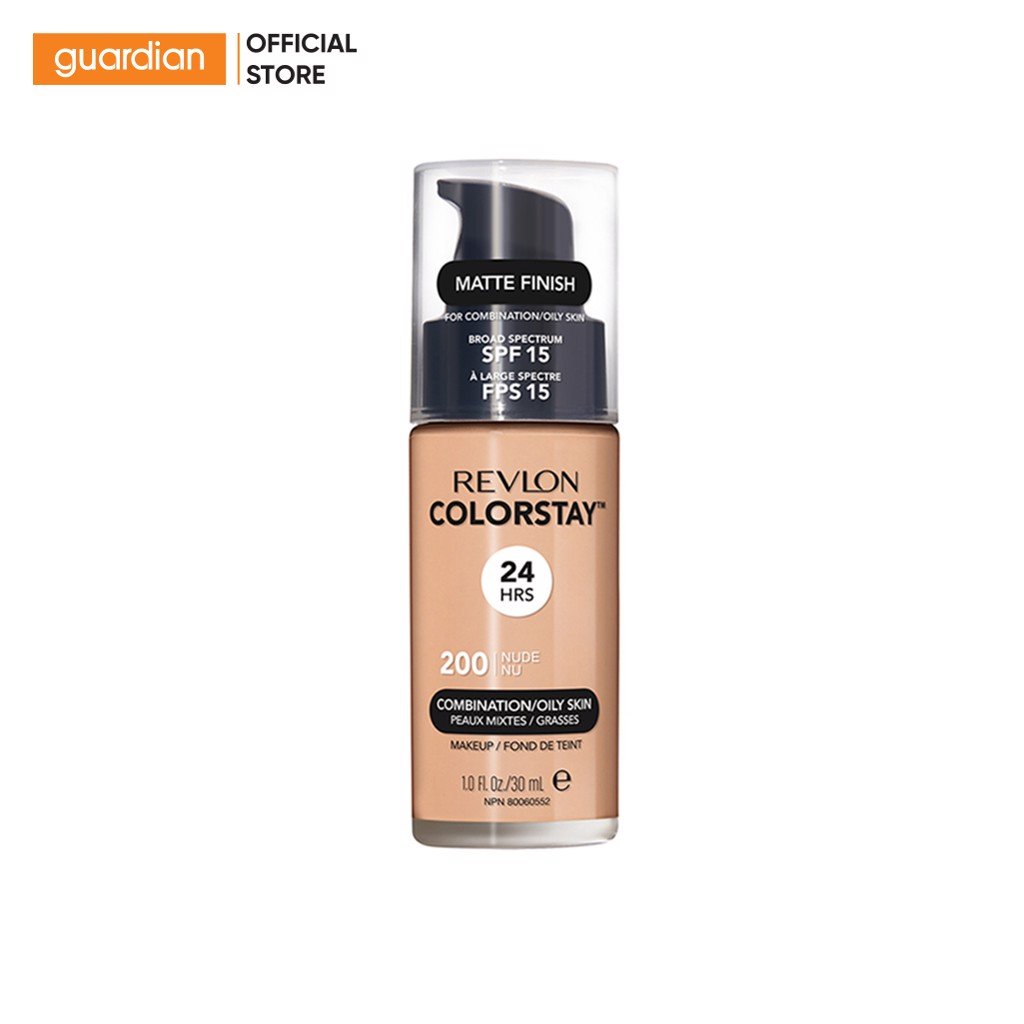 guardian
OFFICIAL
STORE
MATTE FINISH
FOR COMBINATION/OILY SKIN
BROAD SPECTRUM
SPF 15
À LARGE SPECTRE
FPS 15
REVLON
COLORSTAY™
24
HRS
200 | NUDE
NU
COMBINATION/OILY SKIN
PEAUX MIXTES / GRASSES
MAKEUP / FOND DE TEINT
1.0 Fl. Oz./30 mL e
NPN 80060552